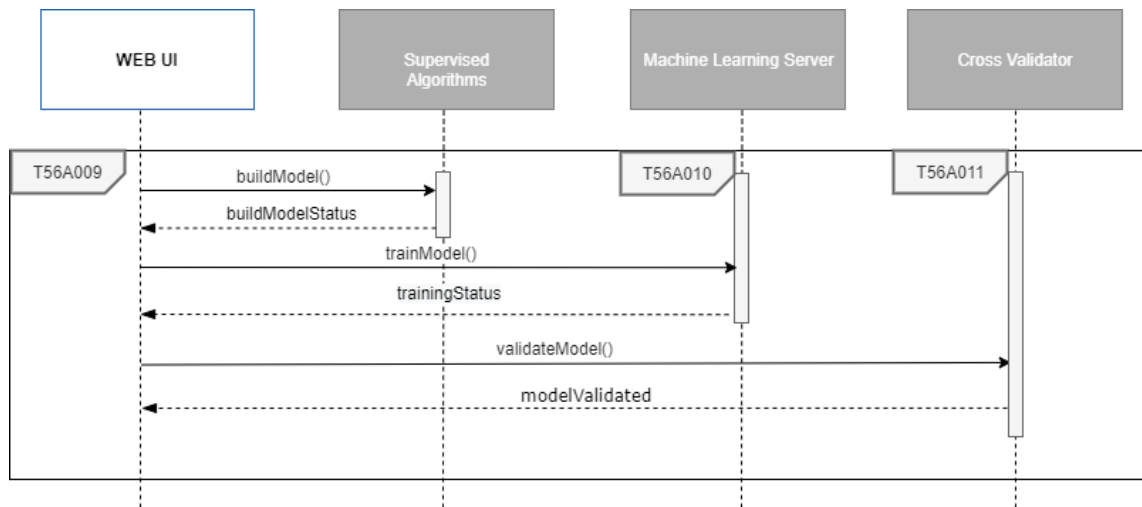 WEB UI
Supervised
Algorithms
Machine Learning Server
Cross Validator
T56A009
T56A010
T56A011
buildModel()
buildModelStatus
trainModel()
trainingStatus
validateModel()
modelValidated